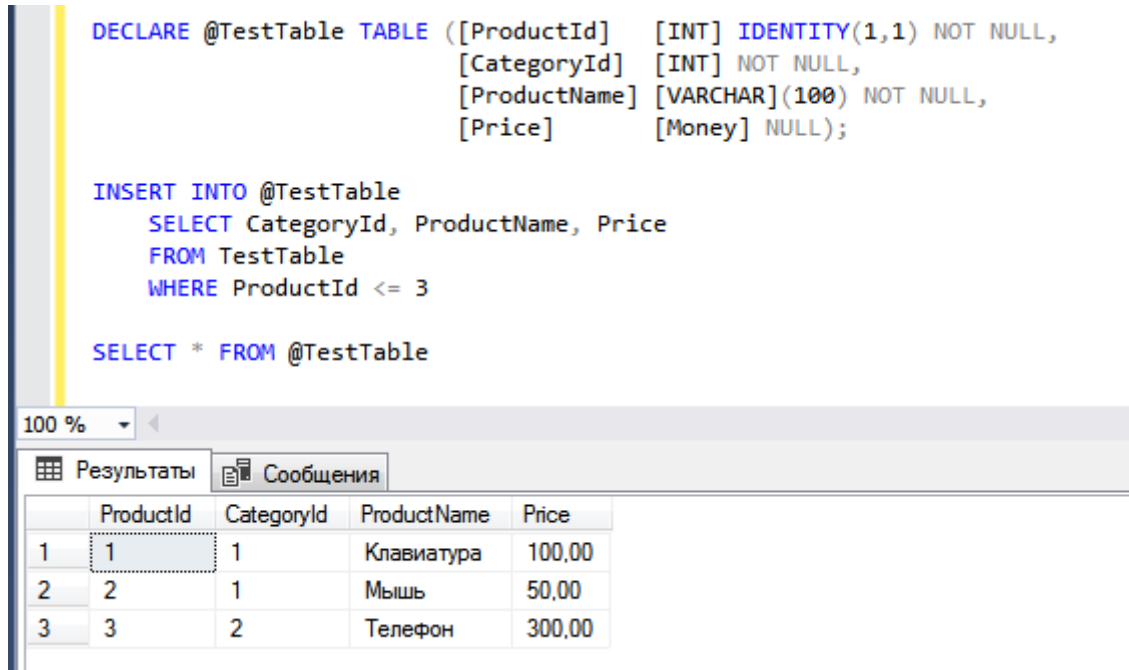 DECLARE @TestTable TABLE ([ProductId] [INT] IDENTITY(1,1) NOT NULL,
[CategoryId] [INT] NOT NULL,
[ProductName] [VARCHAR](100) NOT NULL,
[Price] [Money] NULL);
INSERT INTO @TestTable
SELECT CategoryId, ProductName, Price
FROM TestTable
WHERE ProductId <= 3
SELECT * FROM @TestTable
100 %
Результаты Сообщения
ProductId CategoryId ProductName Price
1 1 1 Клавиатура 100,00
2 2 1 Мышь 50,00
3 3 2 Телефон 300,00